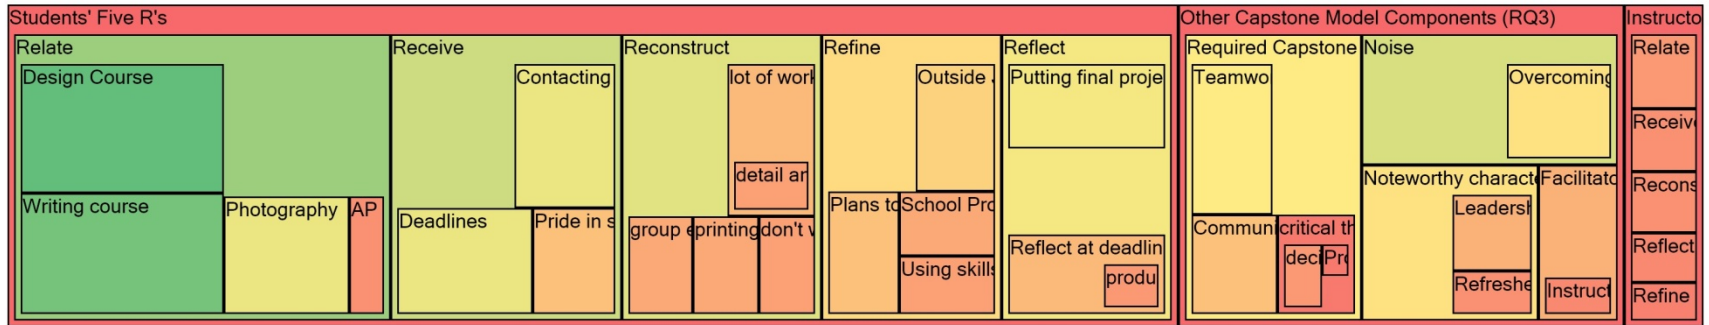 Students' Five R's
Relate
Design Course
Writing course
Photography
AP
Receive
Contacting
Deadlines
Pride in s
Reconstruct
lot of work
detail ar
group e
printing
don't w
Refine
Outside
Plans to
School Pro
Using skills
Reflect
Putting final proje
Reflect at deadlin
produ
Other Capstone Model Components (RQ3)
Required Capstone
Teamwo
Communi
critical th
deci
Pro
Noise
Overcoming
Noteworthy characte
Leadersh
Refreshe
Facilitato
Instruct
Instructo
Relate
Receive
Recons
Reflect
Refine